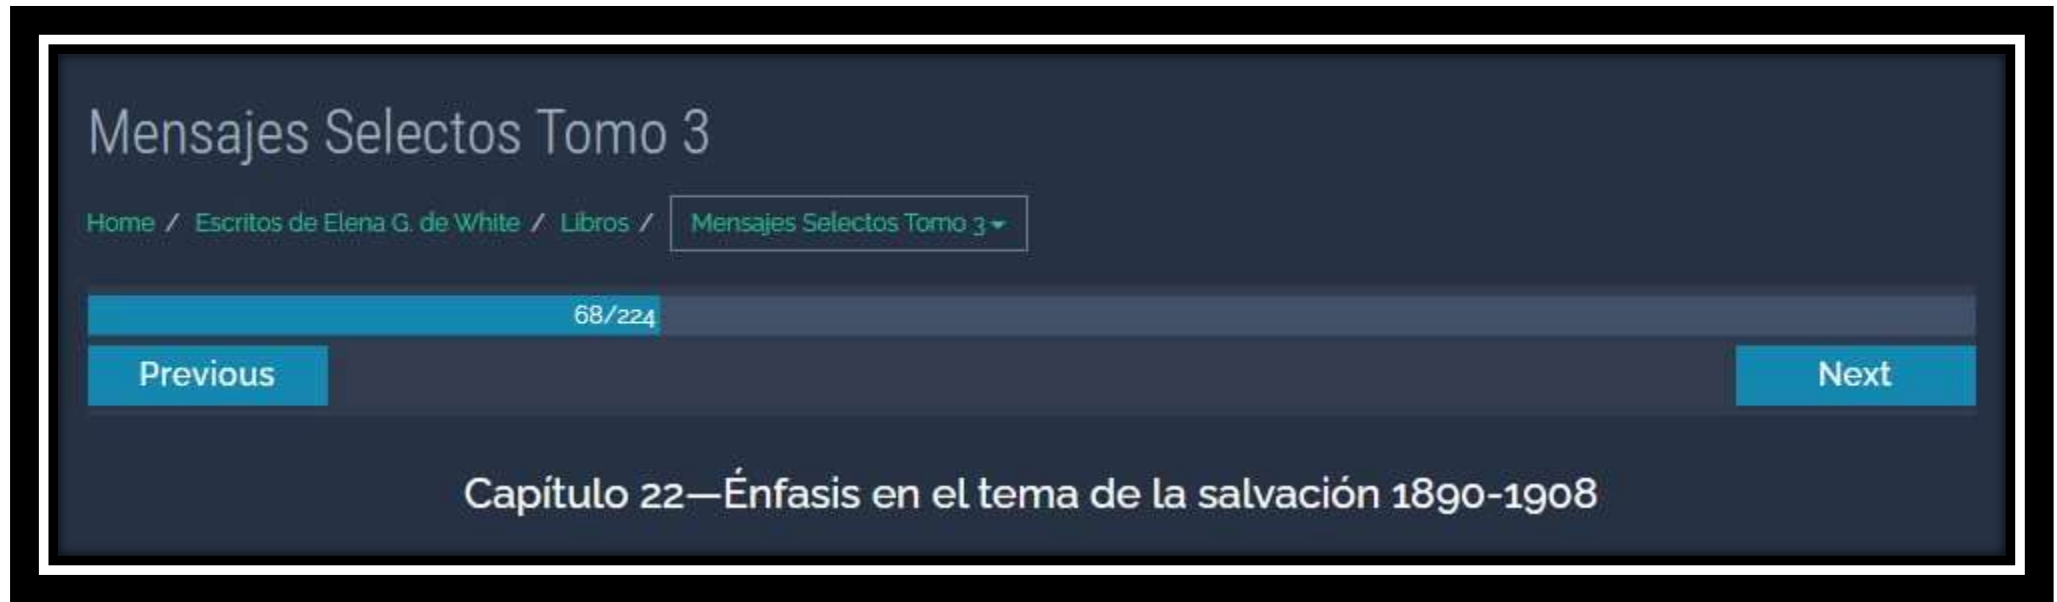 Mensajes Selectos Tomo 3
Home / Escritos de Elena G. de White / Libros / Mensajes Selectos Tomo 3
68/224
Previous Next
Capítulo 22—Énfasis en el tema de la salvación 1890-1908